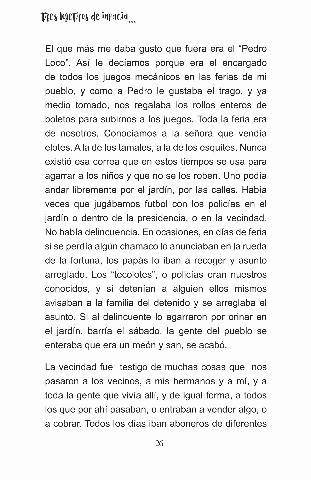 Tres lagartijos de infancia...
El que más me daba gusto que fuera era el “Pedro
Loco”. Así le decíamos porque era el encargado
de todos los juegos mecánicos en las ferias de mi
pueblo, y como a Pedro le gustaba el trago, y ya
medio tomado, nos regalaba los rollos enteros de
boletos para subirnos a los juegos. Toda la feria era
de nosotros. Conocíamos a la señora que vendía
elotes. A la de los tamales, a la de los esquites. Nunca
existió esa correa que en estos tiempos se usa para
agarrar a los niños y que no se los roben. Uno podía
andar libremente por el jardín, por las calles. Había
veces que jugábamos futbol con los policías en el
jardín o dentro de la presidencia, o en la vecindad.
No había delincuencia. En ocasiones, en días de feria
si se perdía algún chamaco lo anunciaban en la rueda
de la fortuna, los papás lo iban a recoger y asunto
arreglado. Los “tecolotes”, o policías eran nuestros
conocidos, y si detenían a alguien ellos mismos
avisaban a la familia del detenido y se arreglaba el
asunto. Si al delincuente lo agarraron por orinar en
el jardín, barría el sábado, la gente del pueblo se
enteraba que era un meón y san, se acabó.
La vecindad fue testigo de muchas cosas que nos
pasaron a los vecinos, a mis hermanos y a mí, y a
toda la gente que vivía allí, y de igual forma, a todos
los que por ahí pasaban, o entraban a vender algo, o
a cobrar. Todos los días iban aboneros de diferentes
26